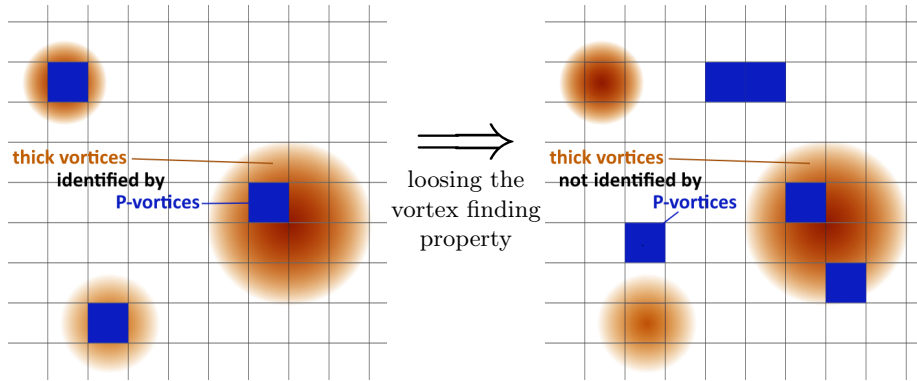 thick vortices
identified by
P-vortices
loosing the
vortex finding
property
thick vortices
not identified by
P-vortices